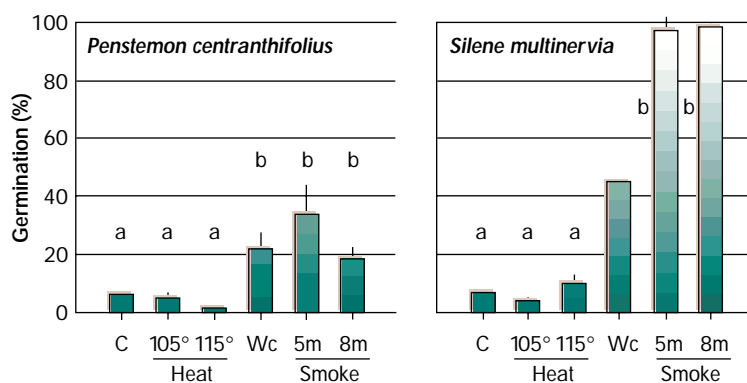 Penstemon centranthifolius
Silene multinervia
Germination (%)
100
80
60
40
20
0
a a a b b b
a a a b b
C 105° 115° Wc 5m 8m
Heat Smoke
C 105° 115° Wc 5m 8m
Heat Smoke